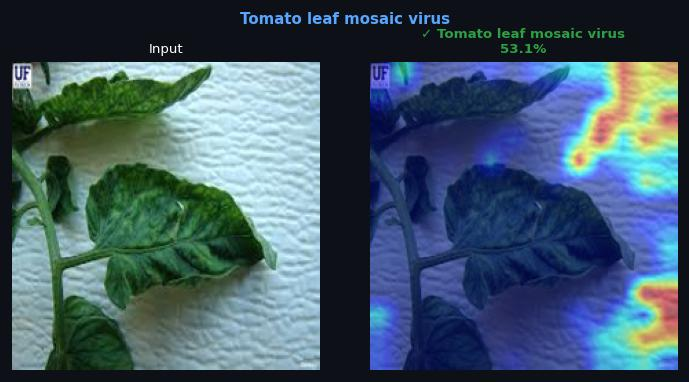 Tomato leaf mosaic virus
Input
✓ Tomato leaf mosaic virus
53.1%
UF
UF